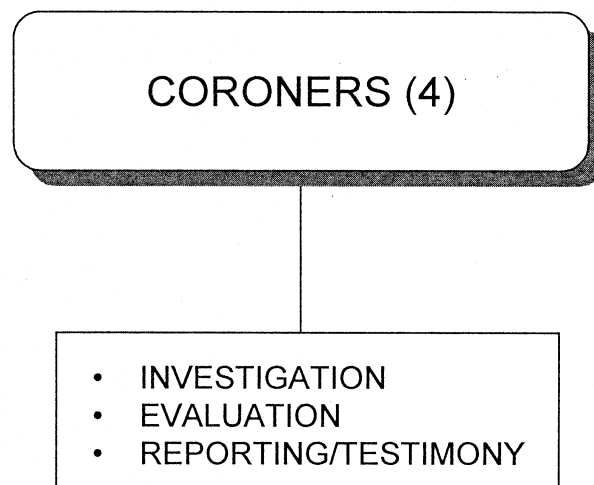 CORONERS (4)
• INVESTIGATION
• EVALUATION
• REPORTING/TESTIMONY